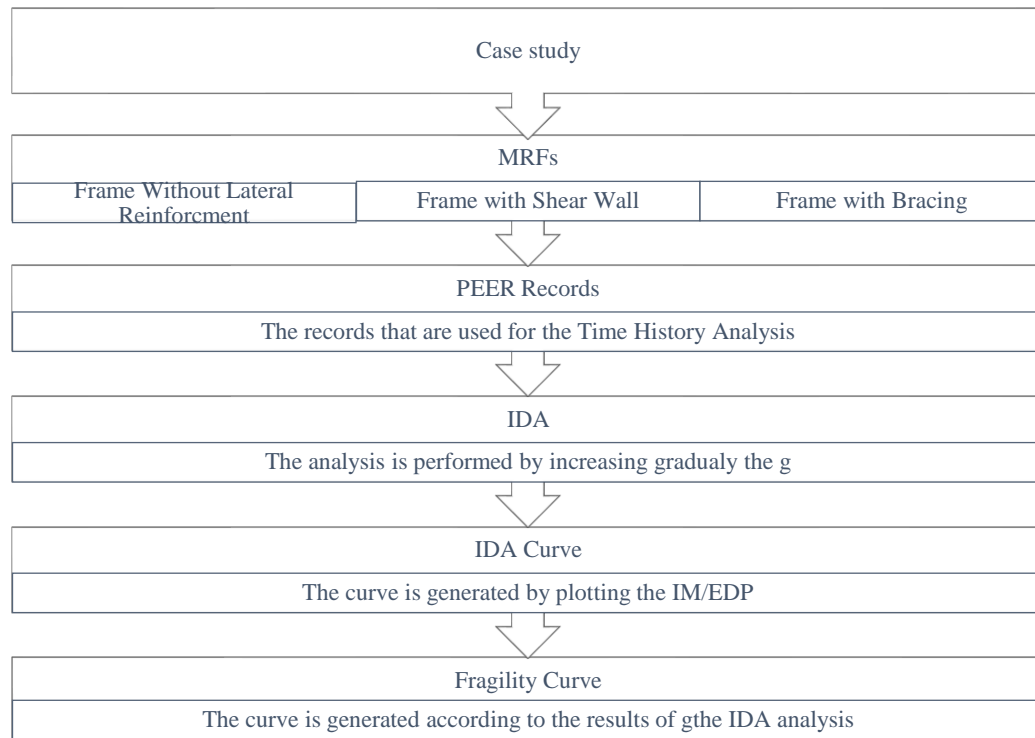 Case study
MRFs
Frame Without Lateral
Reinforcment
Frame with Shear Wall
Frame with Bracing
PEER Records
The records that are used for the Time History Analysis
IDA
The analysis is performed by increasing gradualy the g
IDA Curve
The curve is generated by plotting the IM/EDP
Fragility Curve
The curve is generated according to the results of gthe IDA analysis